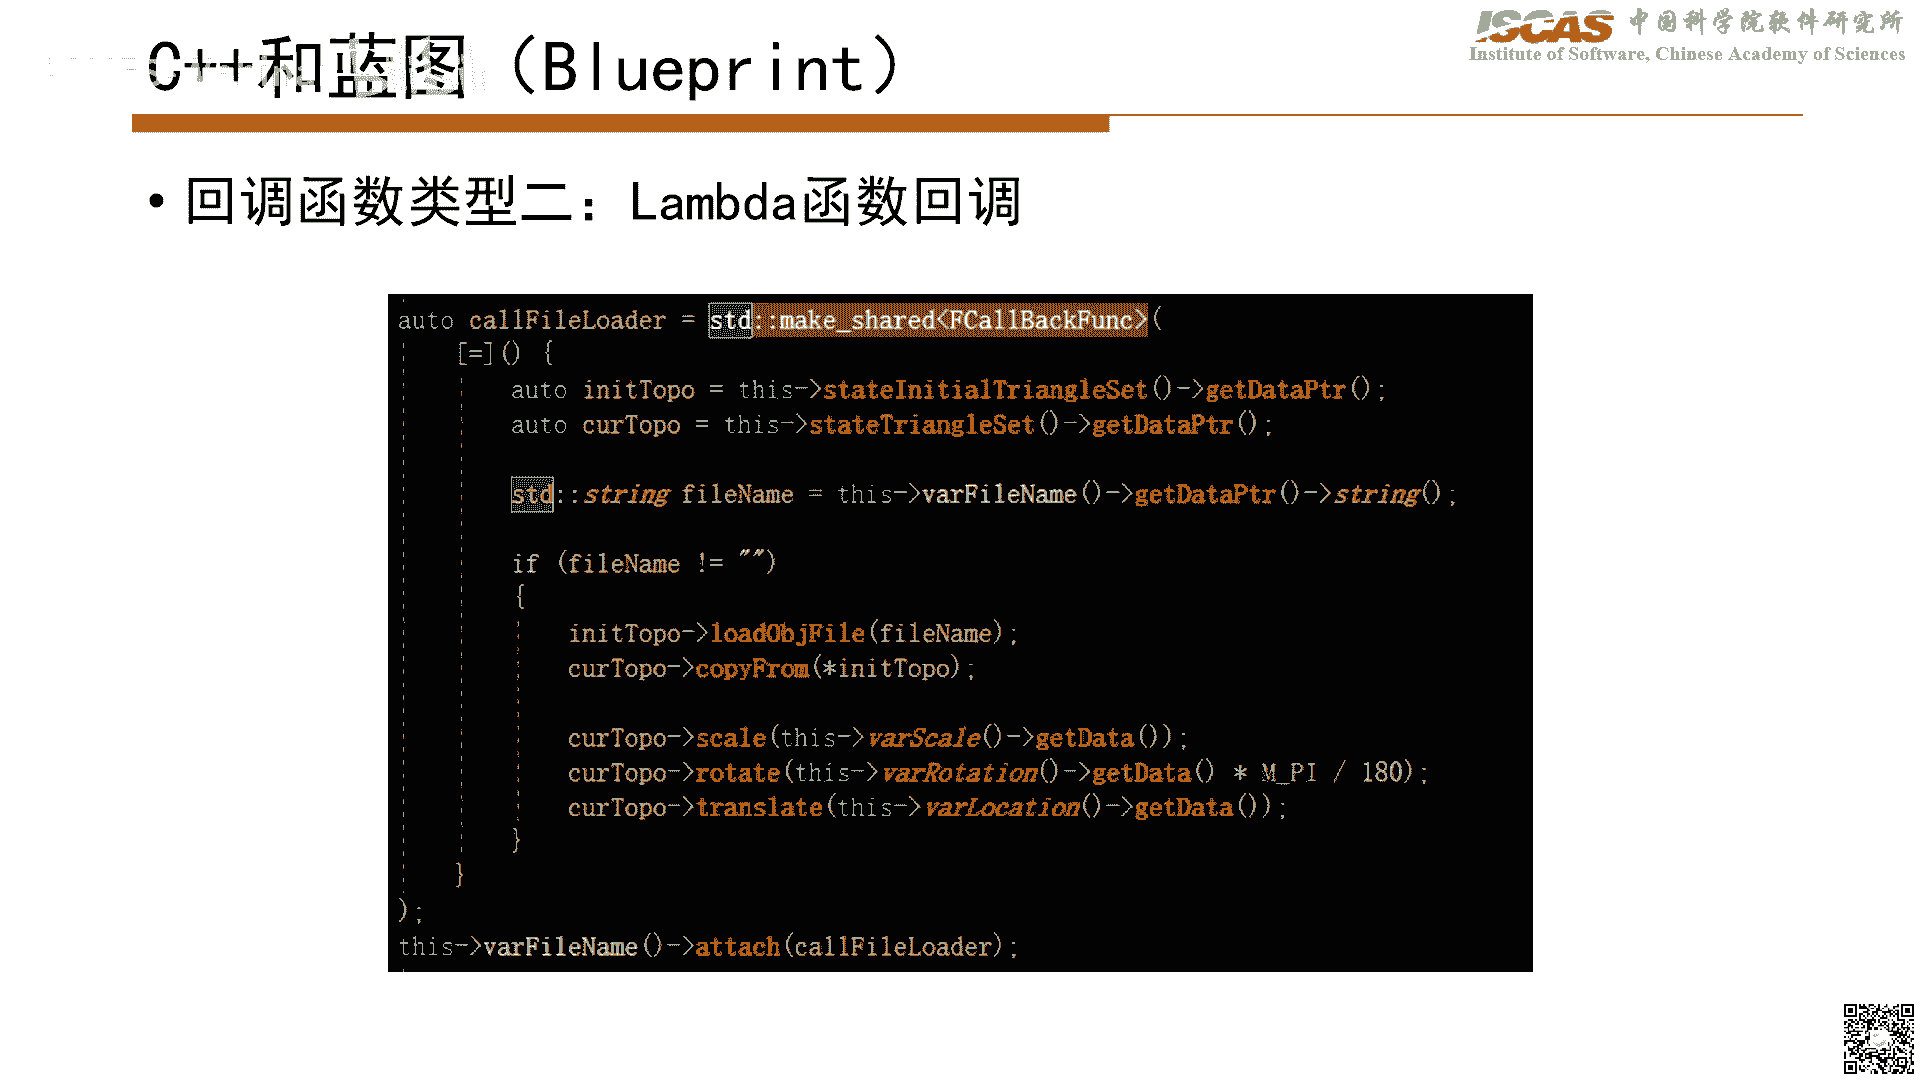 ISCAS 中国科学院软件研究所
Institute of Software, Chinese Academy of Sciences
C++和蓝图（Blueprint）
• 回调函数类型二：Lambda函数回调
auto callFileLoader = std::make_shared<FCallBackFunc>(
[=]() {
auto initTopo = this->stateInitialTriangleSet()->getDataPtr();
auto curTopo = this->stateTriangleSet()->getDataPtr();
std::string fileName = this->varFileName()->getDataPtr()->string();
if (fileName != "")
{
initTopo->loadObjFile(fileName);
curTopo->copyFrom(*initTopo);
curTopo->scale(this->varScale()->getData());
curTopo->rotate(this->varRotation()->getData() * M_PI / 180);
curTopo->translate(this->varLocation()->getData());
}
}
);
this->varFileName()->attach(callFileLoader);